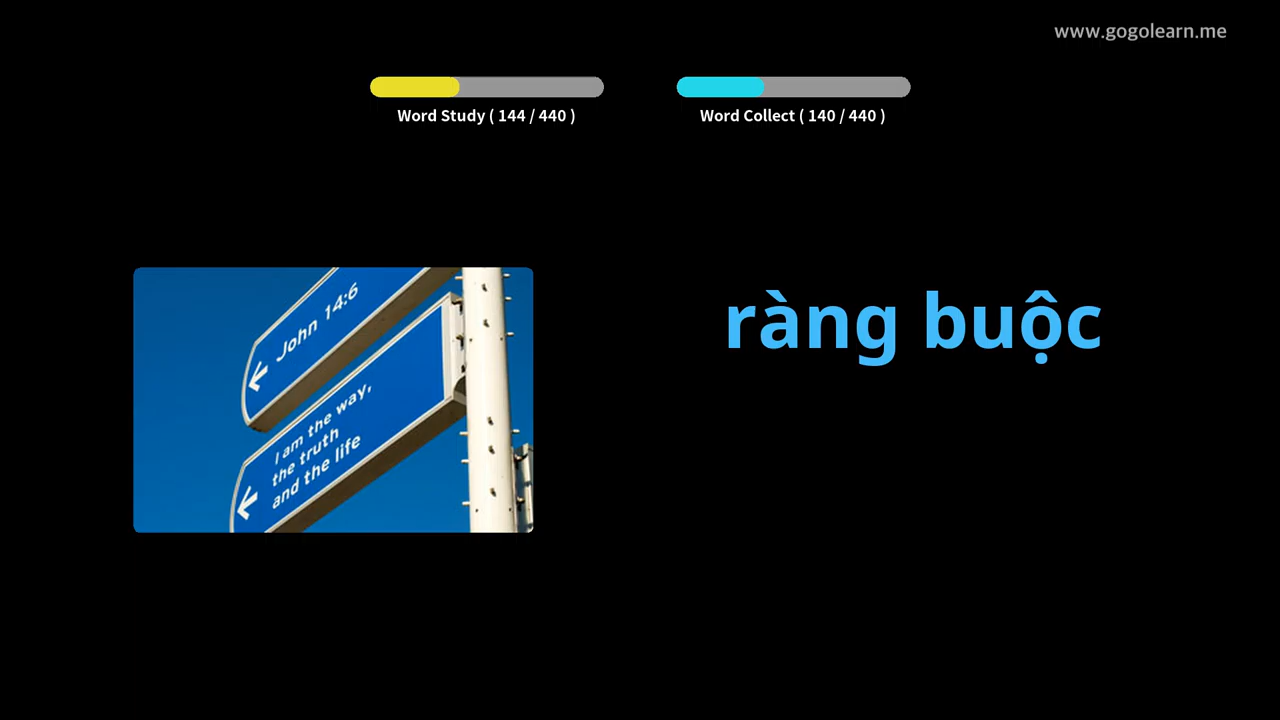 www.gogolearn.me
Word Study ( 144 / 440 )
Word Collect ( 140 / 440 )
John 14:6
I am the way,
the truth
and the life
ràng buộc